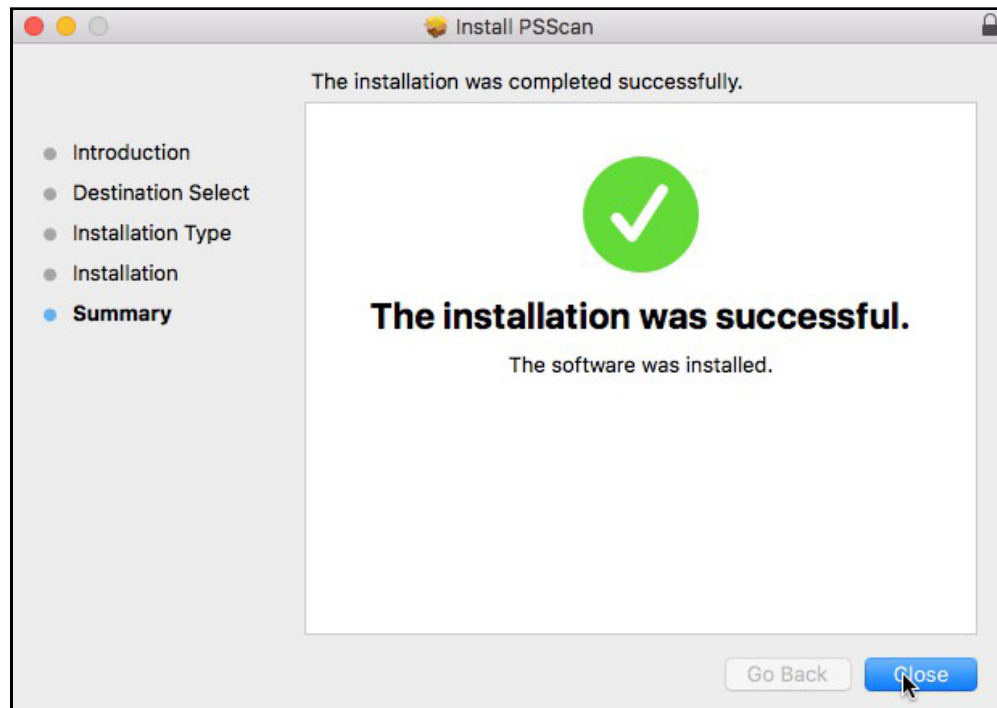 Install PSScan
The installation was completed successfully.
Introduction
Destination Select
Installation Type
Installation
Summary
The installation was successful.
The software was installed.
Go Back
Close